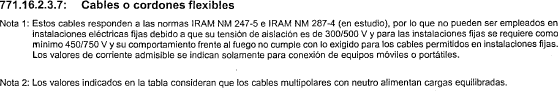 771.16.2.3.7: Cables o cordones flexibles
Nota 1: Estos cables responden a las normas IRAM NM 247-5 e IRAM NM 287-4 (en estudio), por lo que no pueden ser empleados en
instalaciones eléctricas fijas debido a que su tensión de aislación es de 300/500 V y para las instalaciones fijas se requiere como
mínimo 450/750 V y su comportamiento frente al fuego no cumple con lo exigido para los cables permitidos en instalaciones fijas.
Los valores de corriente admisible se indican solamente para conexión de equipos móviles o portátiles.
Nota 2: Los valores indicados en la tabla consideran que los cables multipolares con neutro alimentan cargas equilibradas.